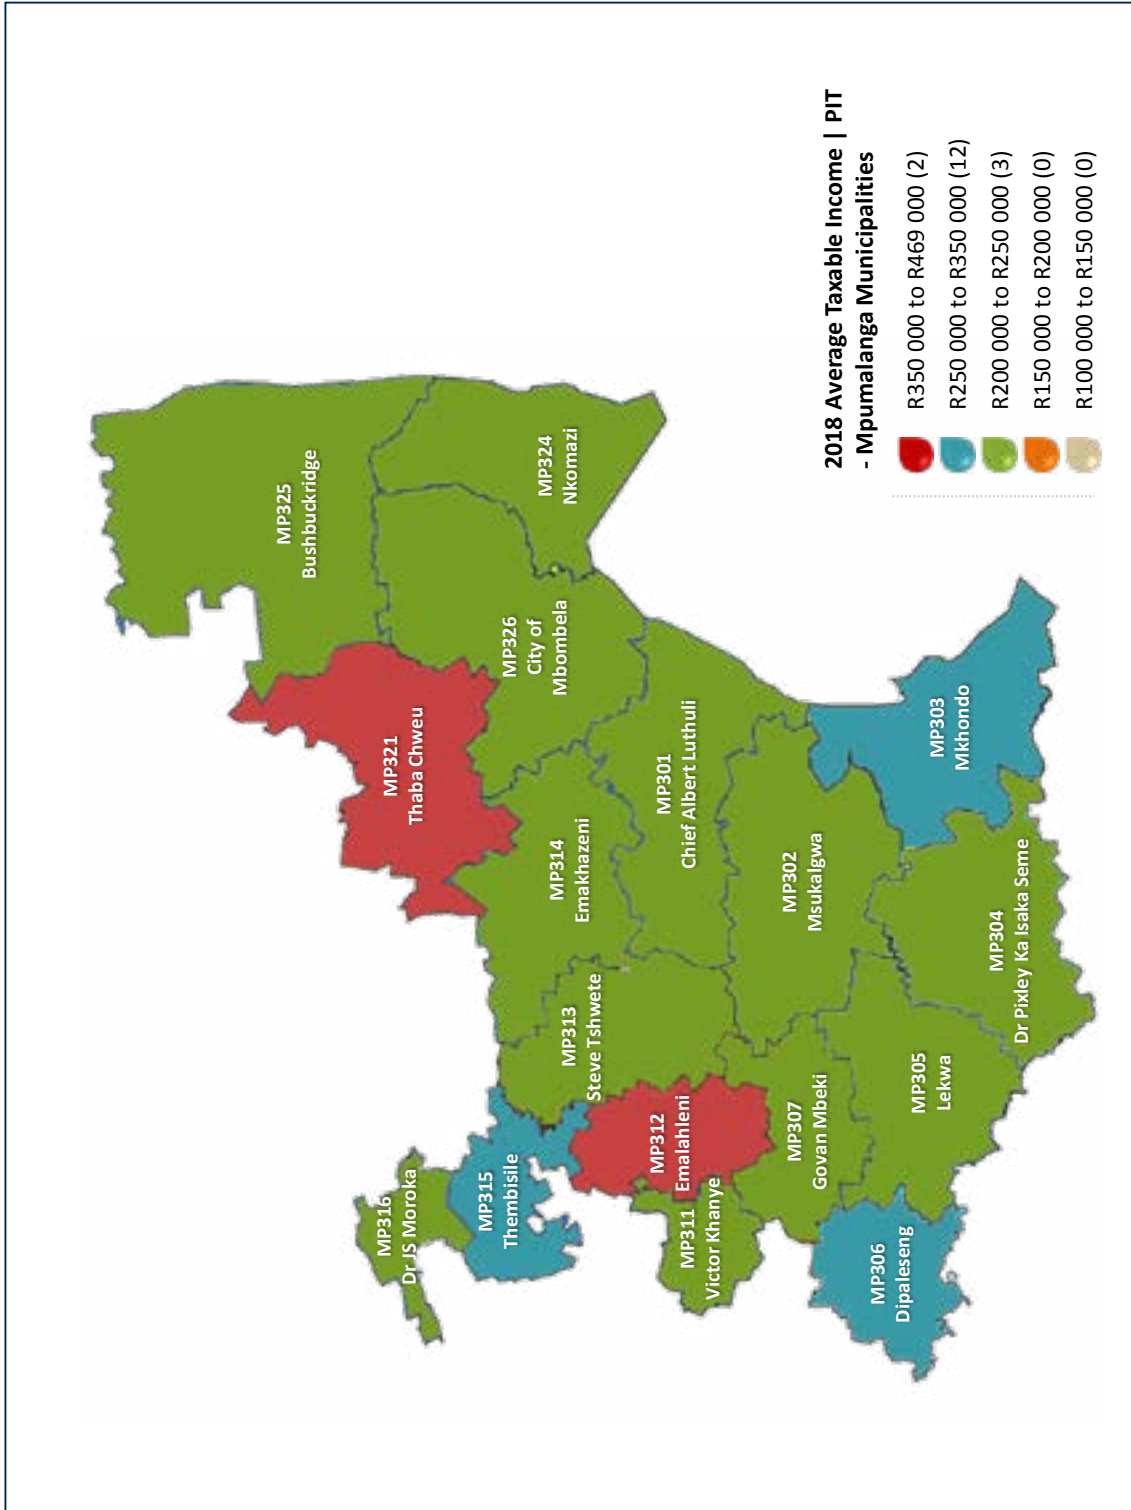 2018 Average Taxable Income | PIT
- Mpumalanga Municipalities
R350 000 to R469 000 (2)
R250 000 to R350 000 (12)
R200 000 to R250 000 (3)
R150 000 to R200 000 (0)
R100 000 to R150 000 (0)
MP325
Bushbuckridge
MP324
Nkomazi
MP326
City of
Mbombela
MP321
Thaba Chweu
MP314
Emakhazeni
MP301
Chief Albert Luthuli
MP303
Mkhondo
MP302
Msukalgwa
MP313
Steve Tshwete
MP304
Dr Pixley Ka Isaka Seme
MP305
Lekwa
MP307
Govan Mbeki
MP312
Emalahleni
MP311
Victor Khanye
MP315
Thembisile
MP316
Dr JS Moroka
MP306
Dipaleseng